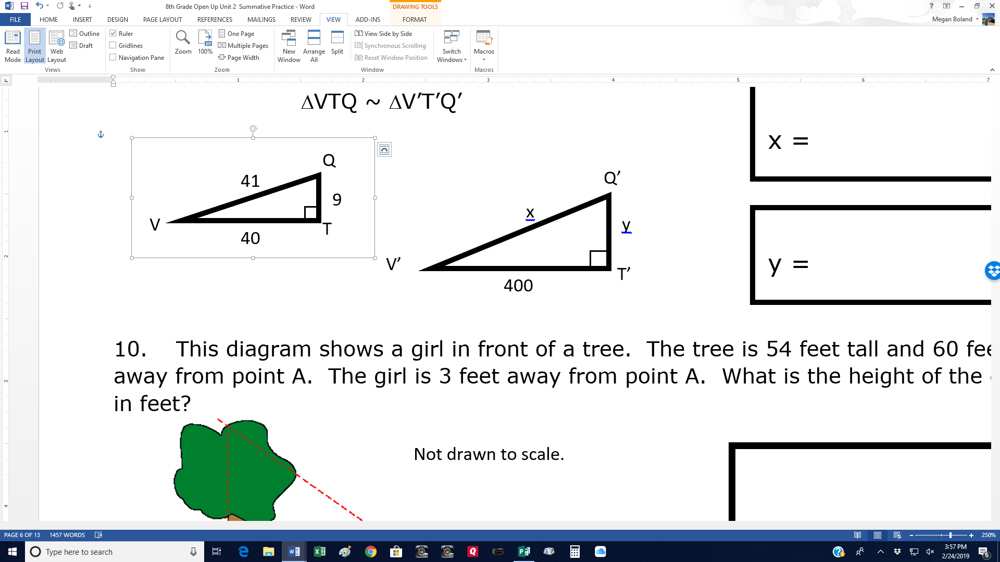 8th Grade Open Up Unit 2  Summative Practice - Word
DRAWING TOOLS
FILE HOME INSERT DESIGN PAGE LAYOUT REFERENCES MAILINGS REVIEW VIEW ADD-INS FORMAT
Megan Boland
Read Mode
Print Layout
Web Layout
Outline
Draft
Views
Ruler
Gridlines
Navigation Pane
Show
Zoom
100%
One Page
Multiple Pages
Page Width
Zoom
New Window
Arrange All
Split
View Side by Side
Synchronous Scrolling
Reset Window Position
Window
Switch Windows
Macros
Macros
1 2 3 4 5 6 7
1
2
3
4
∆VTQ ~ ∆V′T′Q′
Q
41
9
V
T
40
Q’
x
y
V’
T’
400
x =
y =
10. This diagram shows a girl in front of a tree.  The tree is 54 feet tall and 60 fee
away from point A.  The girl is 3 feet away from point A.  What is the height of the
in feet?
Not drawn to scale.
PAGE 6 OF 13 1457 WORDS
250%
Type here to search
3:57 PM
2/24/2019
6